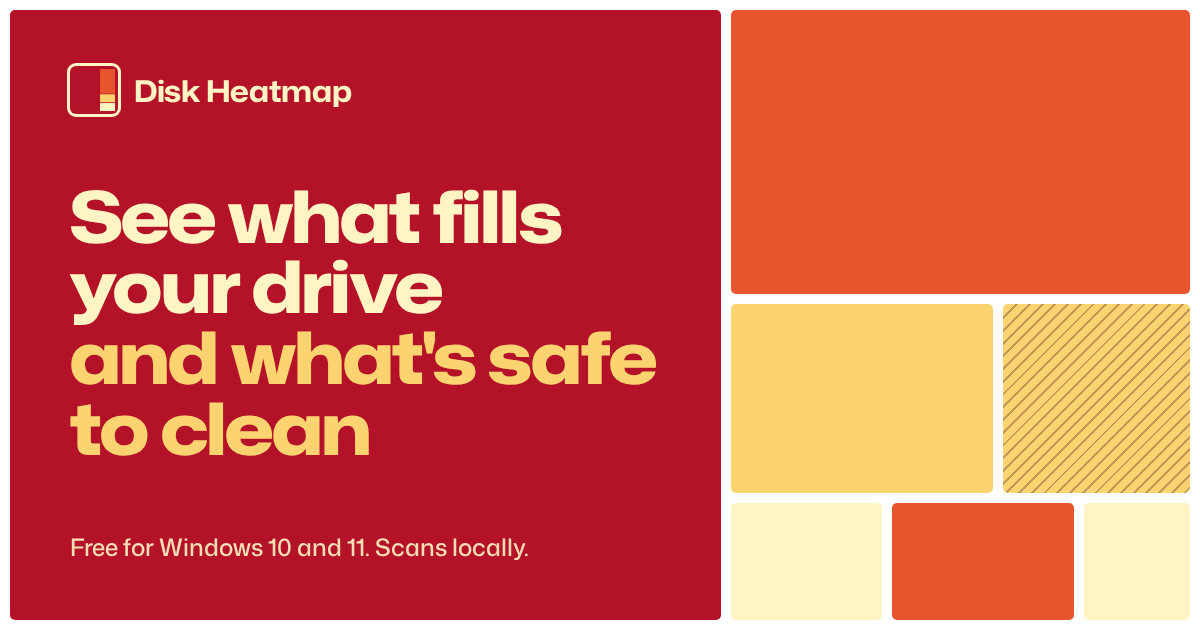 Disk Heatmap
See what fills
your drive
and what's safe
to clean
Free for Windows 10 and 11. Scans locally.